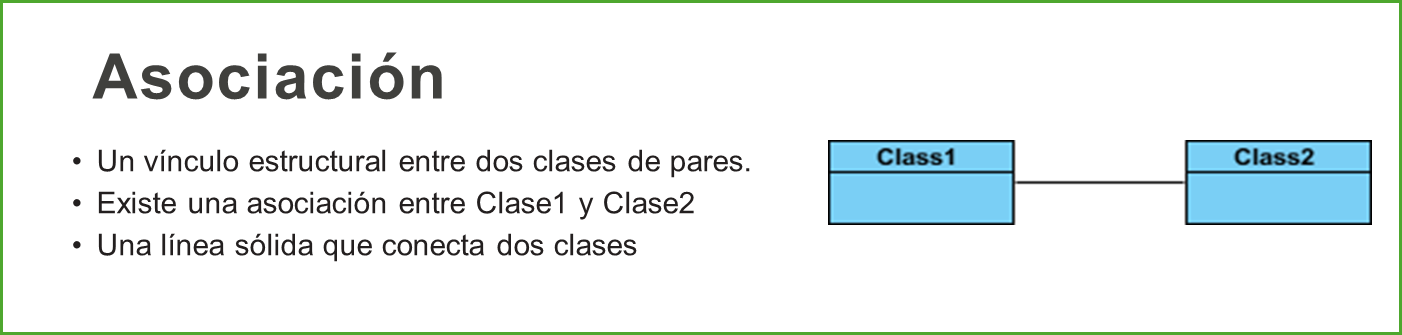 Asociación
• Un vínculo estructural entre dos clases de pares.
• Existe una asociación entre Clase1 y Clase2
• Una línea sólida que conecta dos clases
Class1
Class2